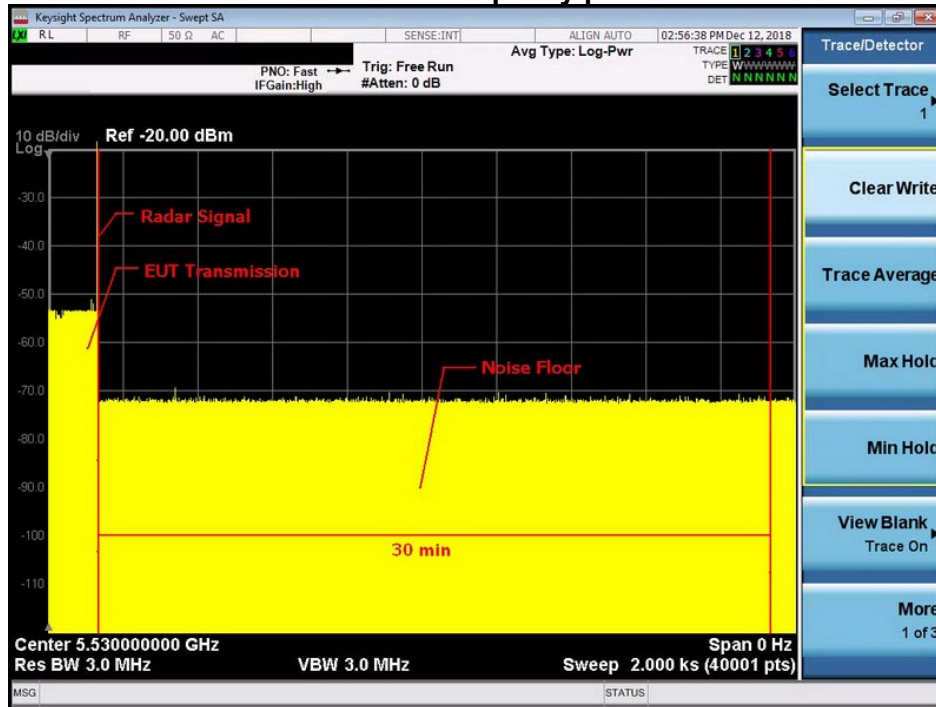 Keysight Spectrum Analyzer - Swept SA
LXI RL RF 50 Ω AC SENSE:INT ALIGN AUTO 02:56:38 PM Dec 12, 2018
Avg Type: Log-Pwr TRACE 1 2 3 4 5 6
PNO: Fast Trig: Free Run TYPE WWWWWW
IFGain:High #Atten: 0 dB DET N N N N N N
10 dB/div Ref -20.00 dBm
Log
-30.0
Radar Signal
-40.0
EUT Transmission
-50.0
-60.0
Noise Floor
-70.0
-80.0
-90.0
-100
30 min
-110
Center 5.530000000 GHz Span 0 Hz
Res BW 3.0 MHz VBW 3.0 MHz Sweep 2.000 ks (40001 pts)
MSG STATUS
Trace/Detector
Select Trace
1
Clear Write
Trace Average
Max Hold
Min Hold
View Blank
Trace On
More
1 of 3